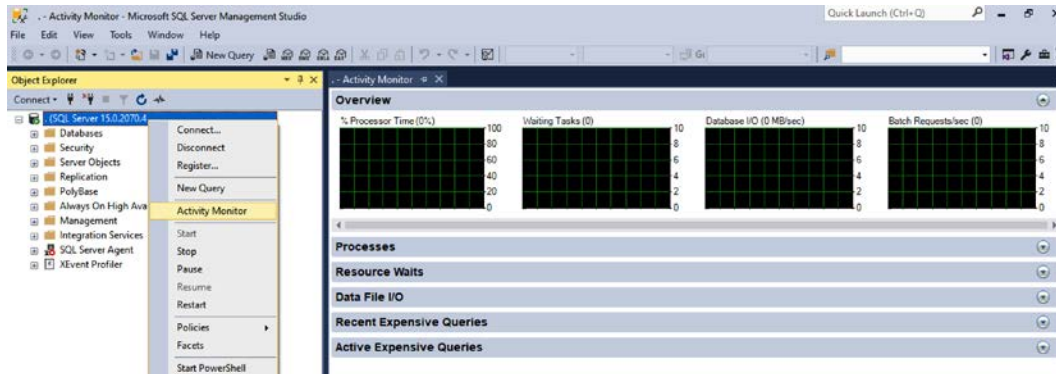 . - Activity Monitor - Microsoft SQL Server Management Studio
Quick Launch (Ctrl+Q)
File Edit View Tools Window Help
New Query
Object Explorer
. - Activity Monitor
Connect
Overview
. (SQL Server 15.0.2070.4
Databases
Security
Server Objects
Replication
PolyBase
Always On High Ava
Management
Integration Services
SQL Server Agent
XEvent Profiler
Connect...
Disconnect
Register...
New Query
Activity Monitor
Start
Stop
Pause
Resume
Restart
Policies
Facets
Start PowerShell
% Processor Time (0%)
100
80
60
40
20
0
Waiting Tasks (0)
10
8
6
4
2
0
Database I/O (0 MB/sec)
10
8
6
4
2
0
Batch Requests/sec (0)
10
8
6
4
2
0
Processes
Resource Waits
Data File I/O
Recent Expensive Queries
Active Expensive Queries